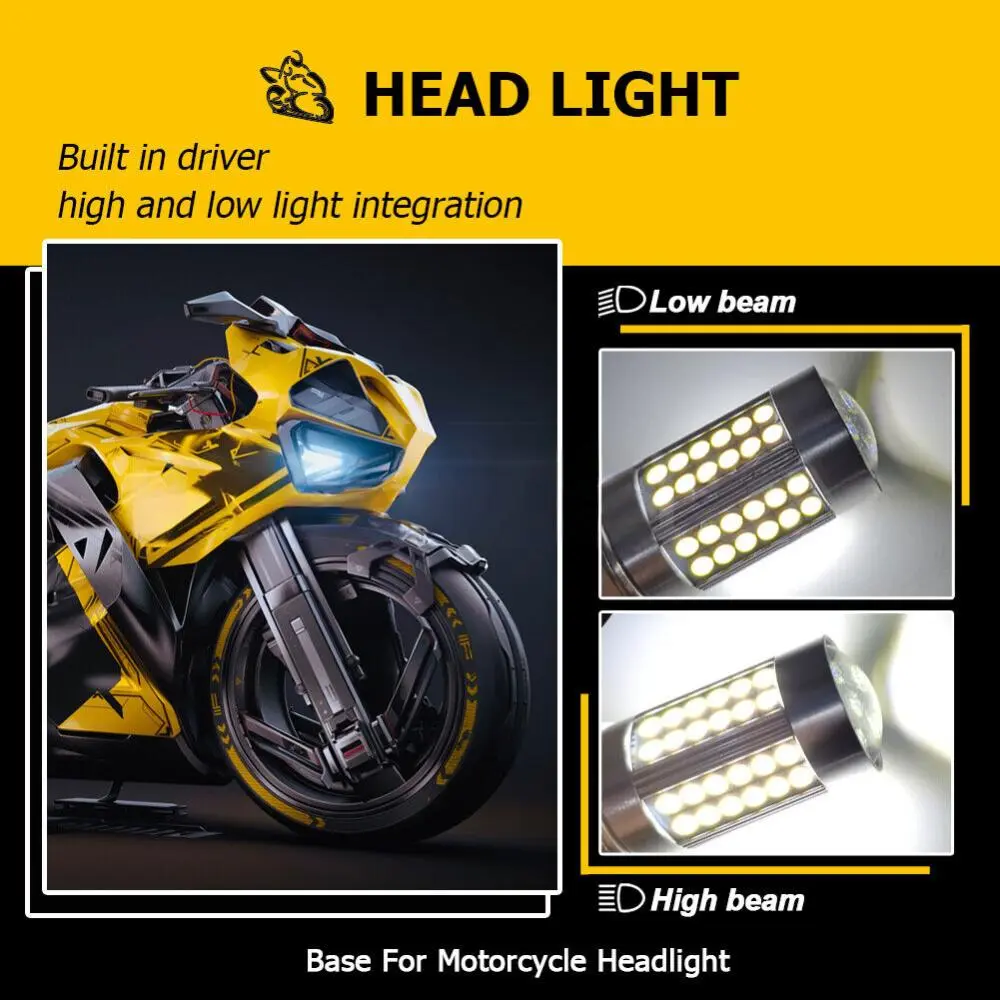 HEAD LIGHT
Built in driver
high and low light integration
Low beam
High beam
Base For Motorcycle Headlight